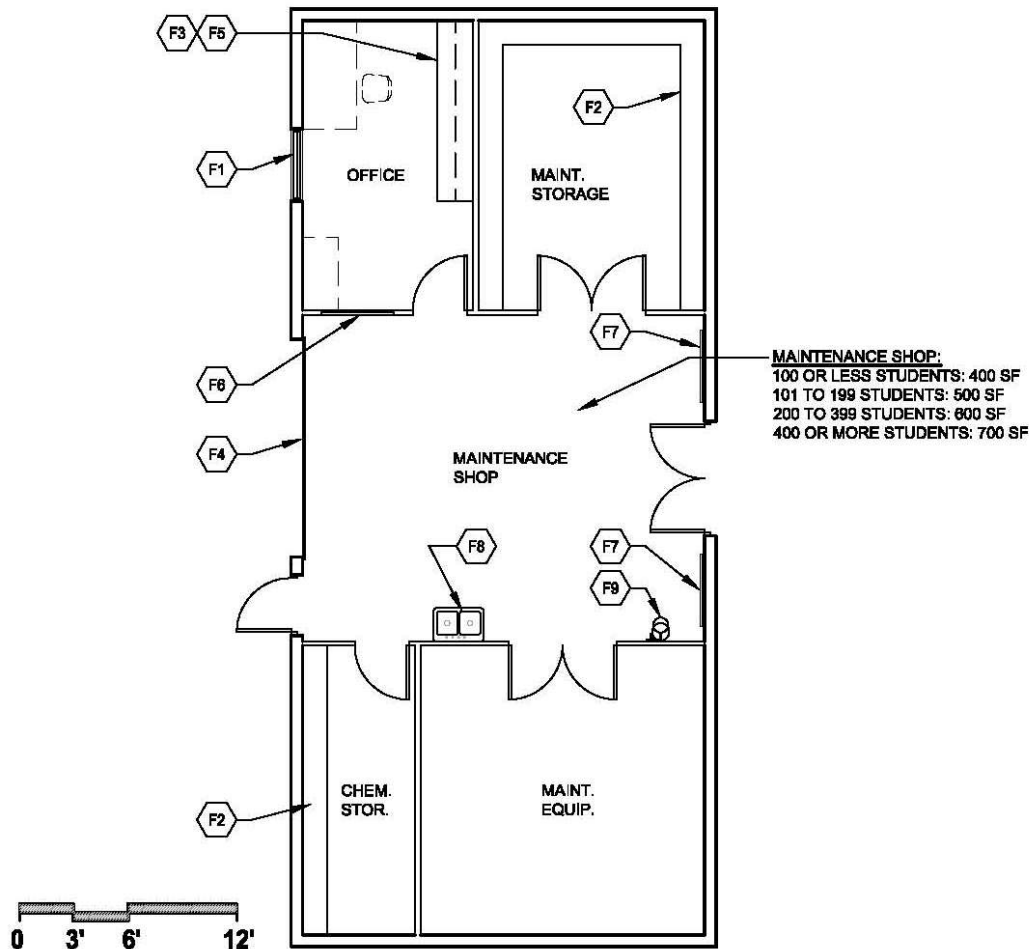 F3 F5
F2
F1
OFFICE
MAINT.
STORAGE
F7
MAINTENANCE SHOP:
100 OR LESS STUDENTS: 400 SF
101 TO 199 STUDENTS: 500 SF
200 TO 399 STUDENTS: 600 SF
400 OR MORE STUDENTS: 700 SF
F6
F4
MAINTENANCE
SHOP
F8
F7
F9
CHEM.
STOR.
MAINT.
EQUIP.
F2
0 3' 6' 12'